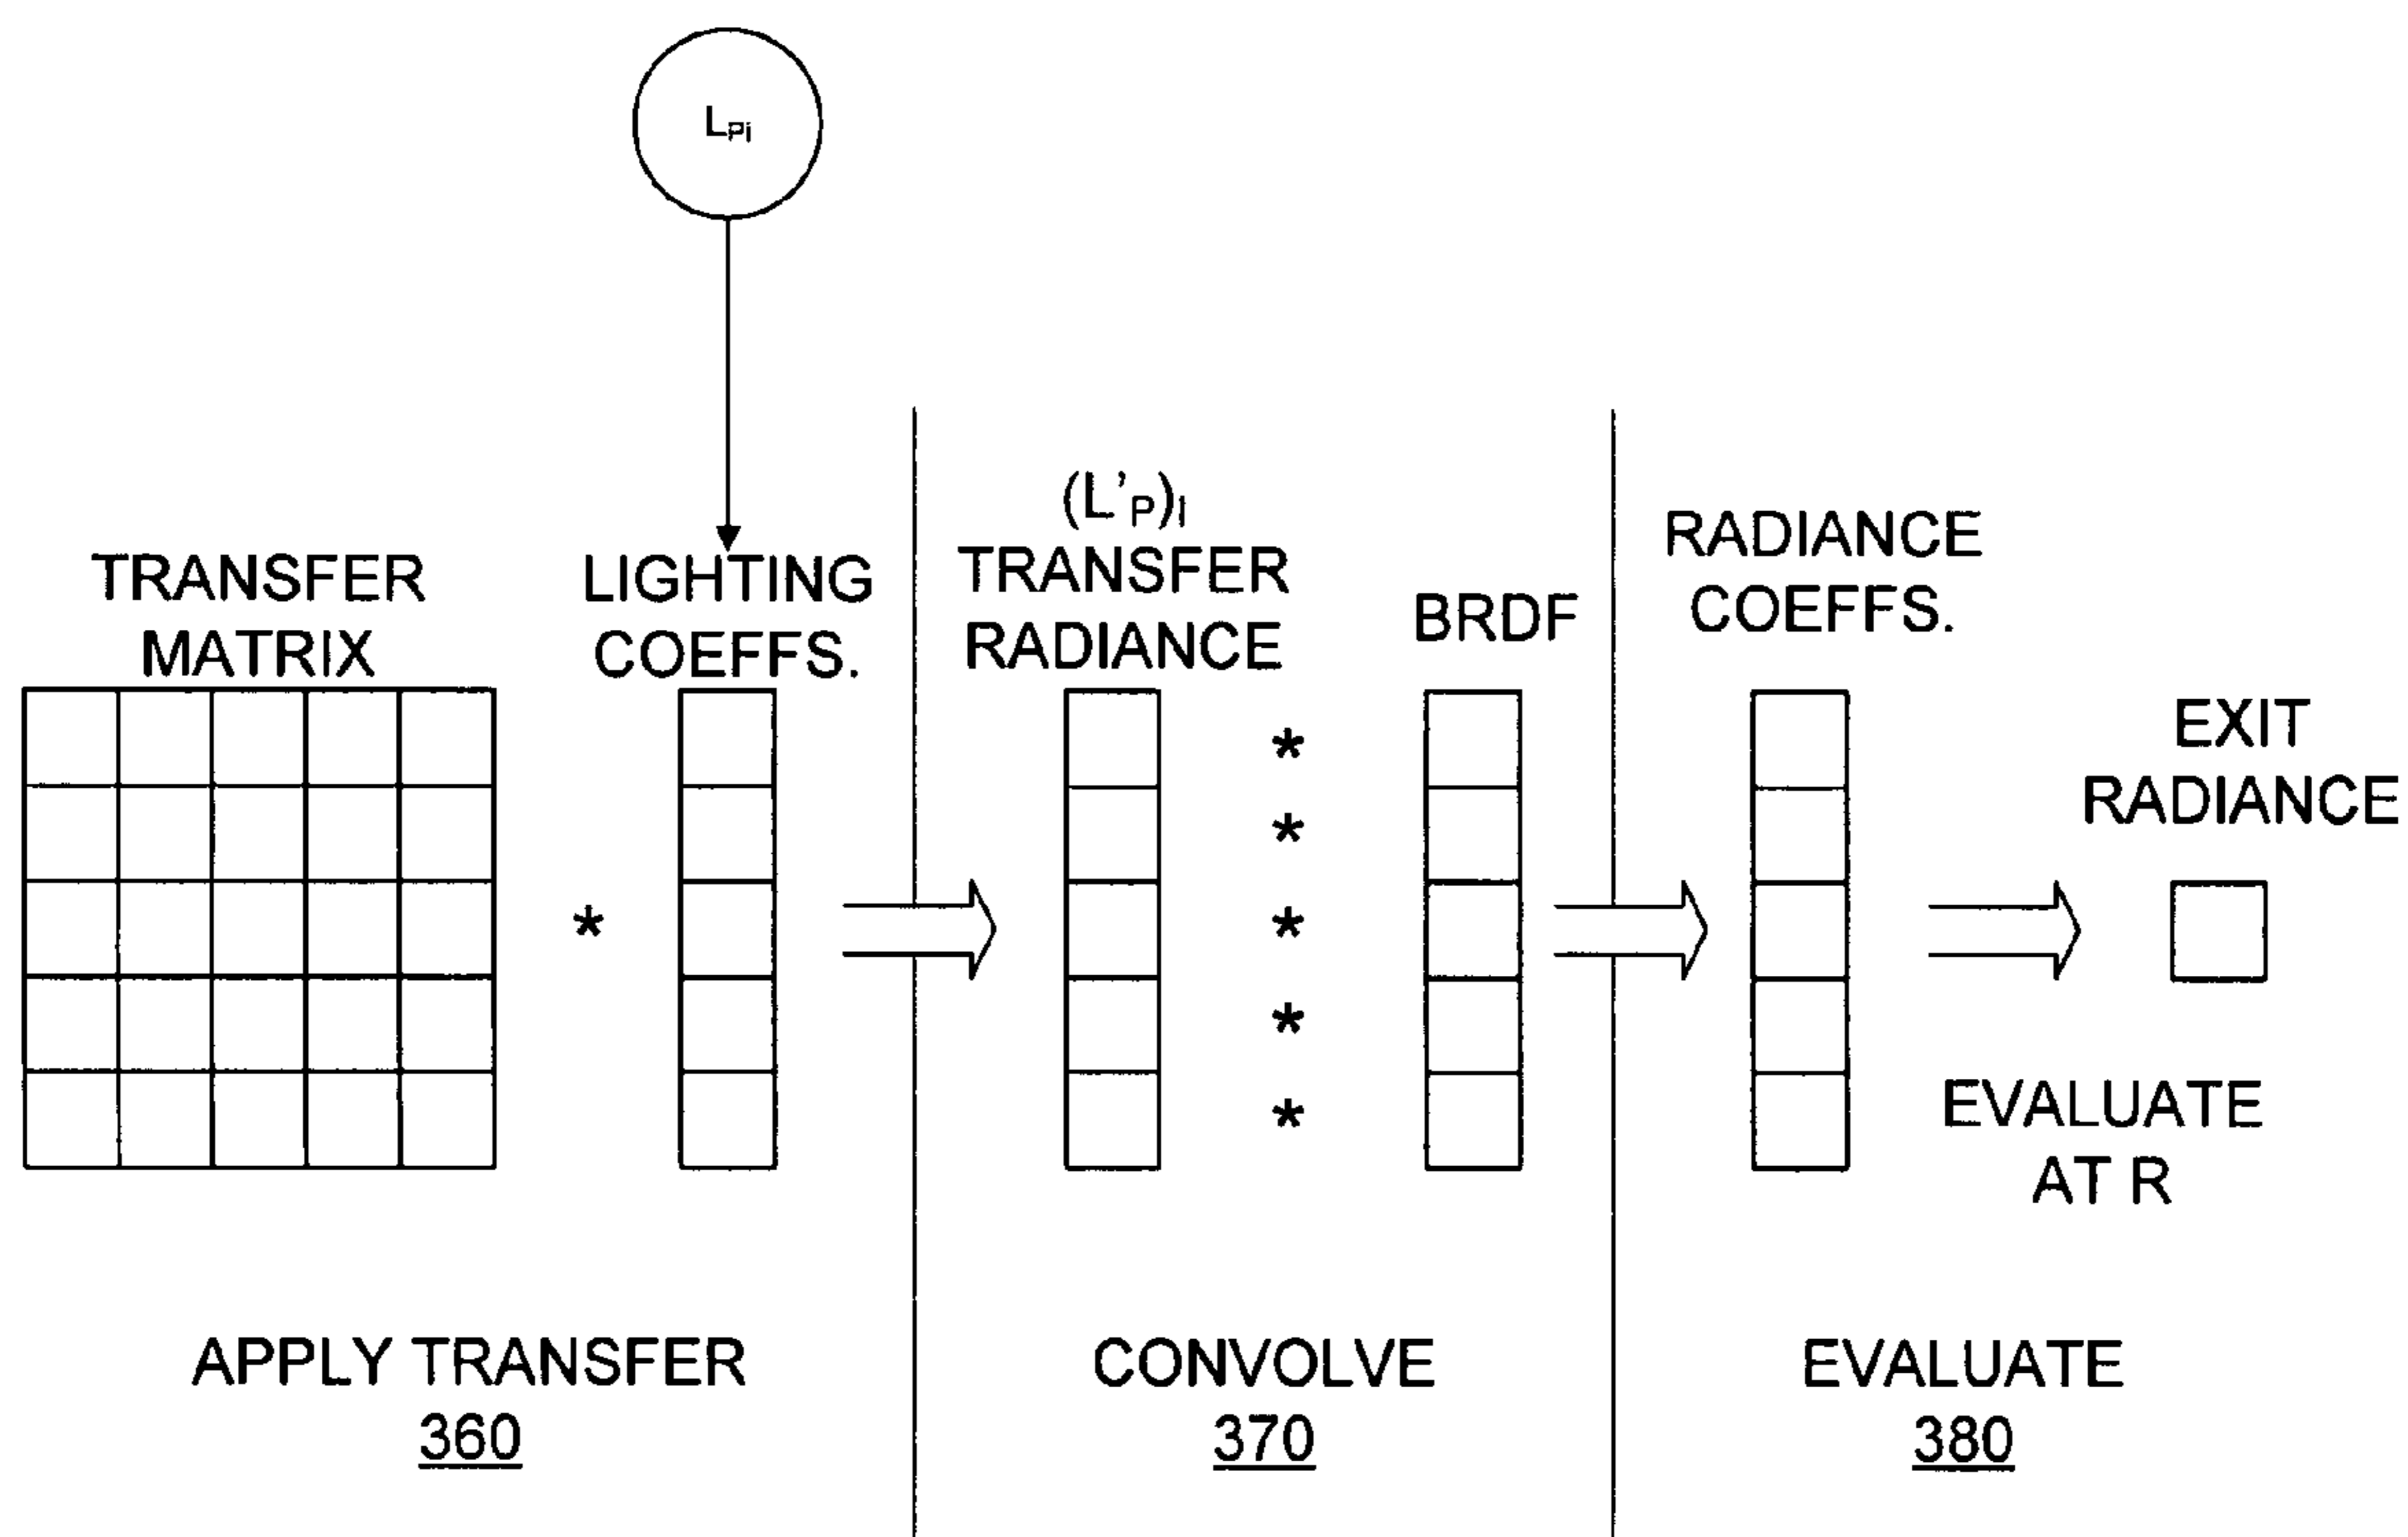 L_Pi
TRANSFER
MATRIX
*
LIGHTING
COEFFS.
(L'_P)_I
TRANSFER
RADIANCE
*
*
*
*
*
BRDF
RADIANCE
COEFFS.
EXIT
RADIANCE
EVALUATE
AT R
APPLY TRANSFER
360
CONVOLVE
370
EVALUATE
380